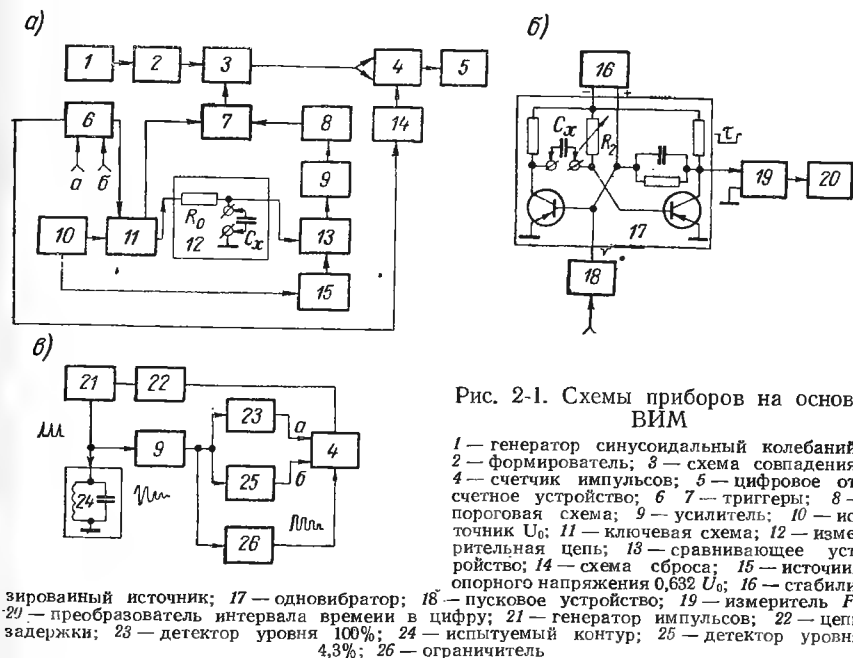 а)
1
2
3
4
5
6
7
8
14
а
б
9
R₀
Cₓ
10
11
12
13
15
б)
16
− +
Cₓ
R₂
τ
17
18
19
20
в)
21
22
23
а
4
9
24
25
б
26
Рис. 2-1. Схемы приборов на основ
ВИМ
1 — генератор синусоидальный колебаний
2 — формирователь; 3 — схема совпадения
4 — счетчик импульсов; 5 — цифровое от
счетное устройство; 6 7 — триггеры; 8 —
пороговая схема; 9 — усилитель; 10 — ис
точник U₀; 11 — ключевая схема; 12 — изме
рительная цепь; 13 — сравнивающее уст
ройство; 14 — схема сброса; 15 — источни
опорного напряжения 0,632 U₀; 16 — стабили
зированный источник; 17 — одновибратор; 18 — пусковое устройство; 19 — измеритель F
20 — преобразователь интервала времени в цифру; 21 — генератор импульсов; 22 — цеп
задержки; 23 — детектор уровня 100%; 24 — испытуемый контур; 25 — детектор уровн
4,3%; 26 — ограничитель